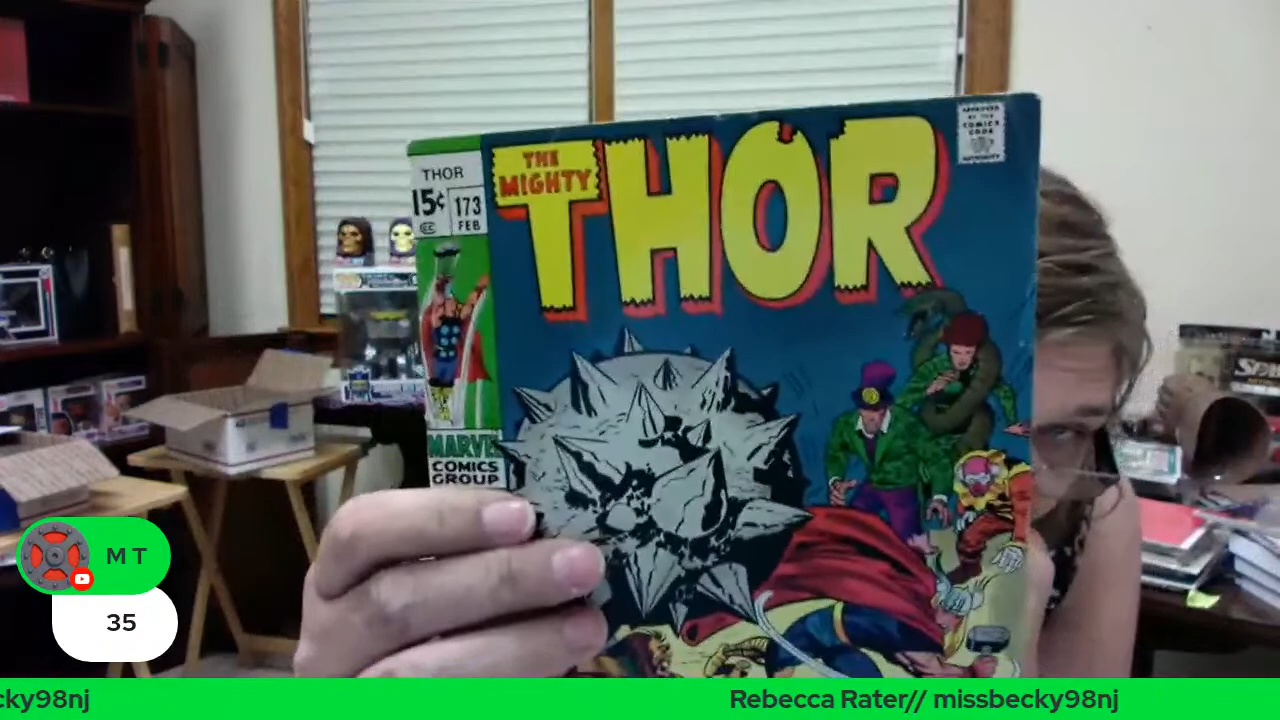 THE
MIGHTY
THOR
THOR
15¢
173
FEB
CC
APPROVED
BY THE
COMICS
CODE
AUTHORITY
MARVEL
COMICS
GROUP
M T
35
cky98nj
Rebecca Rater// missbecky98nj